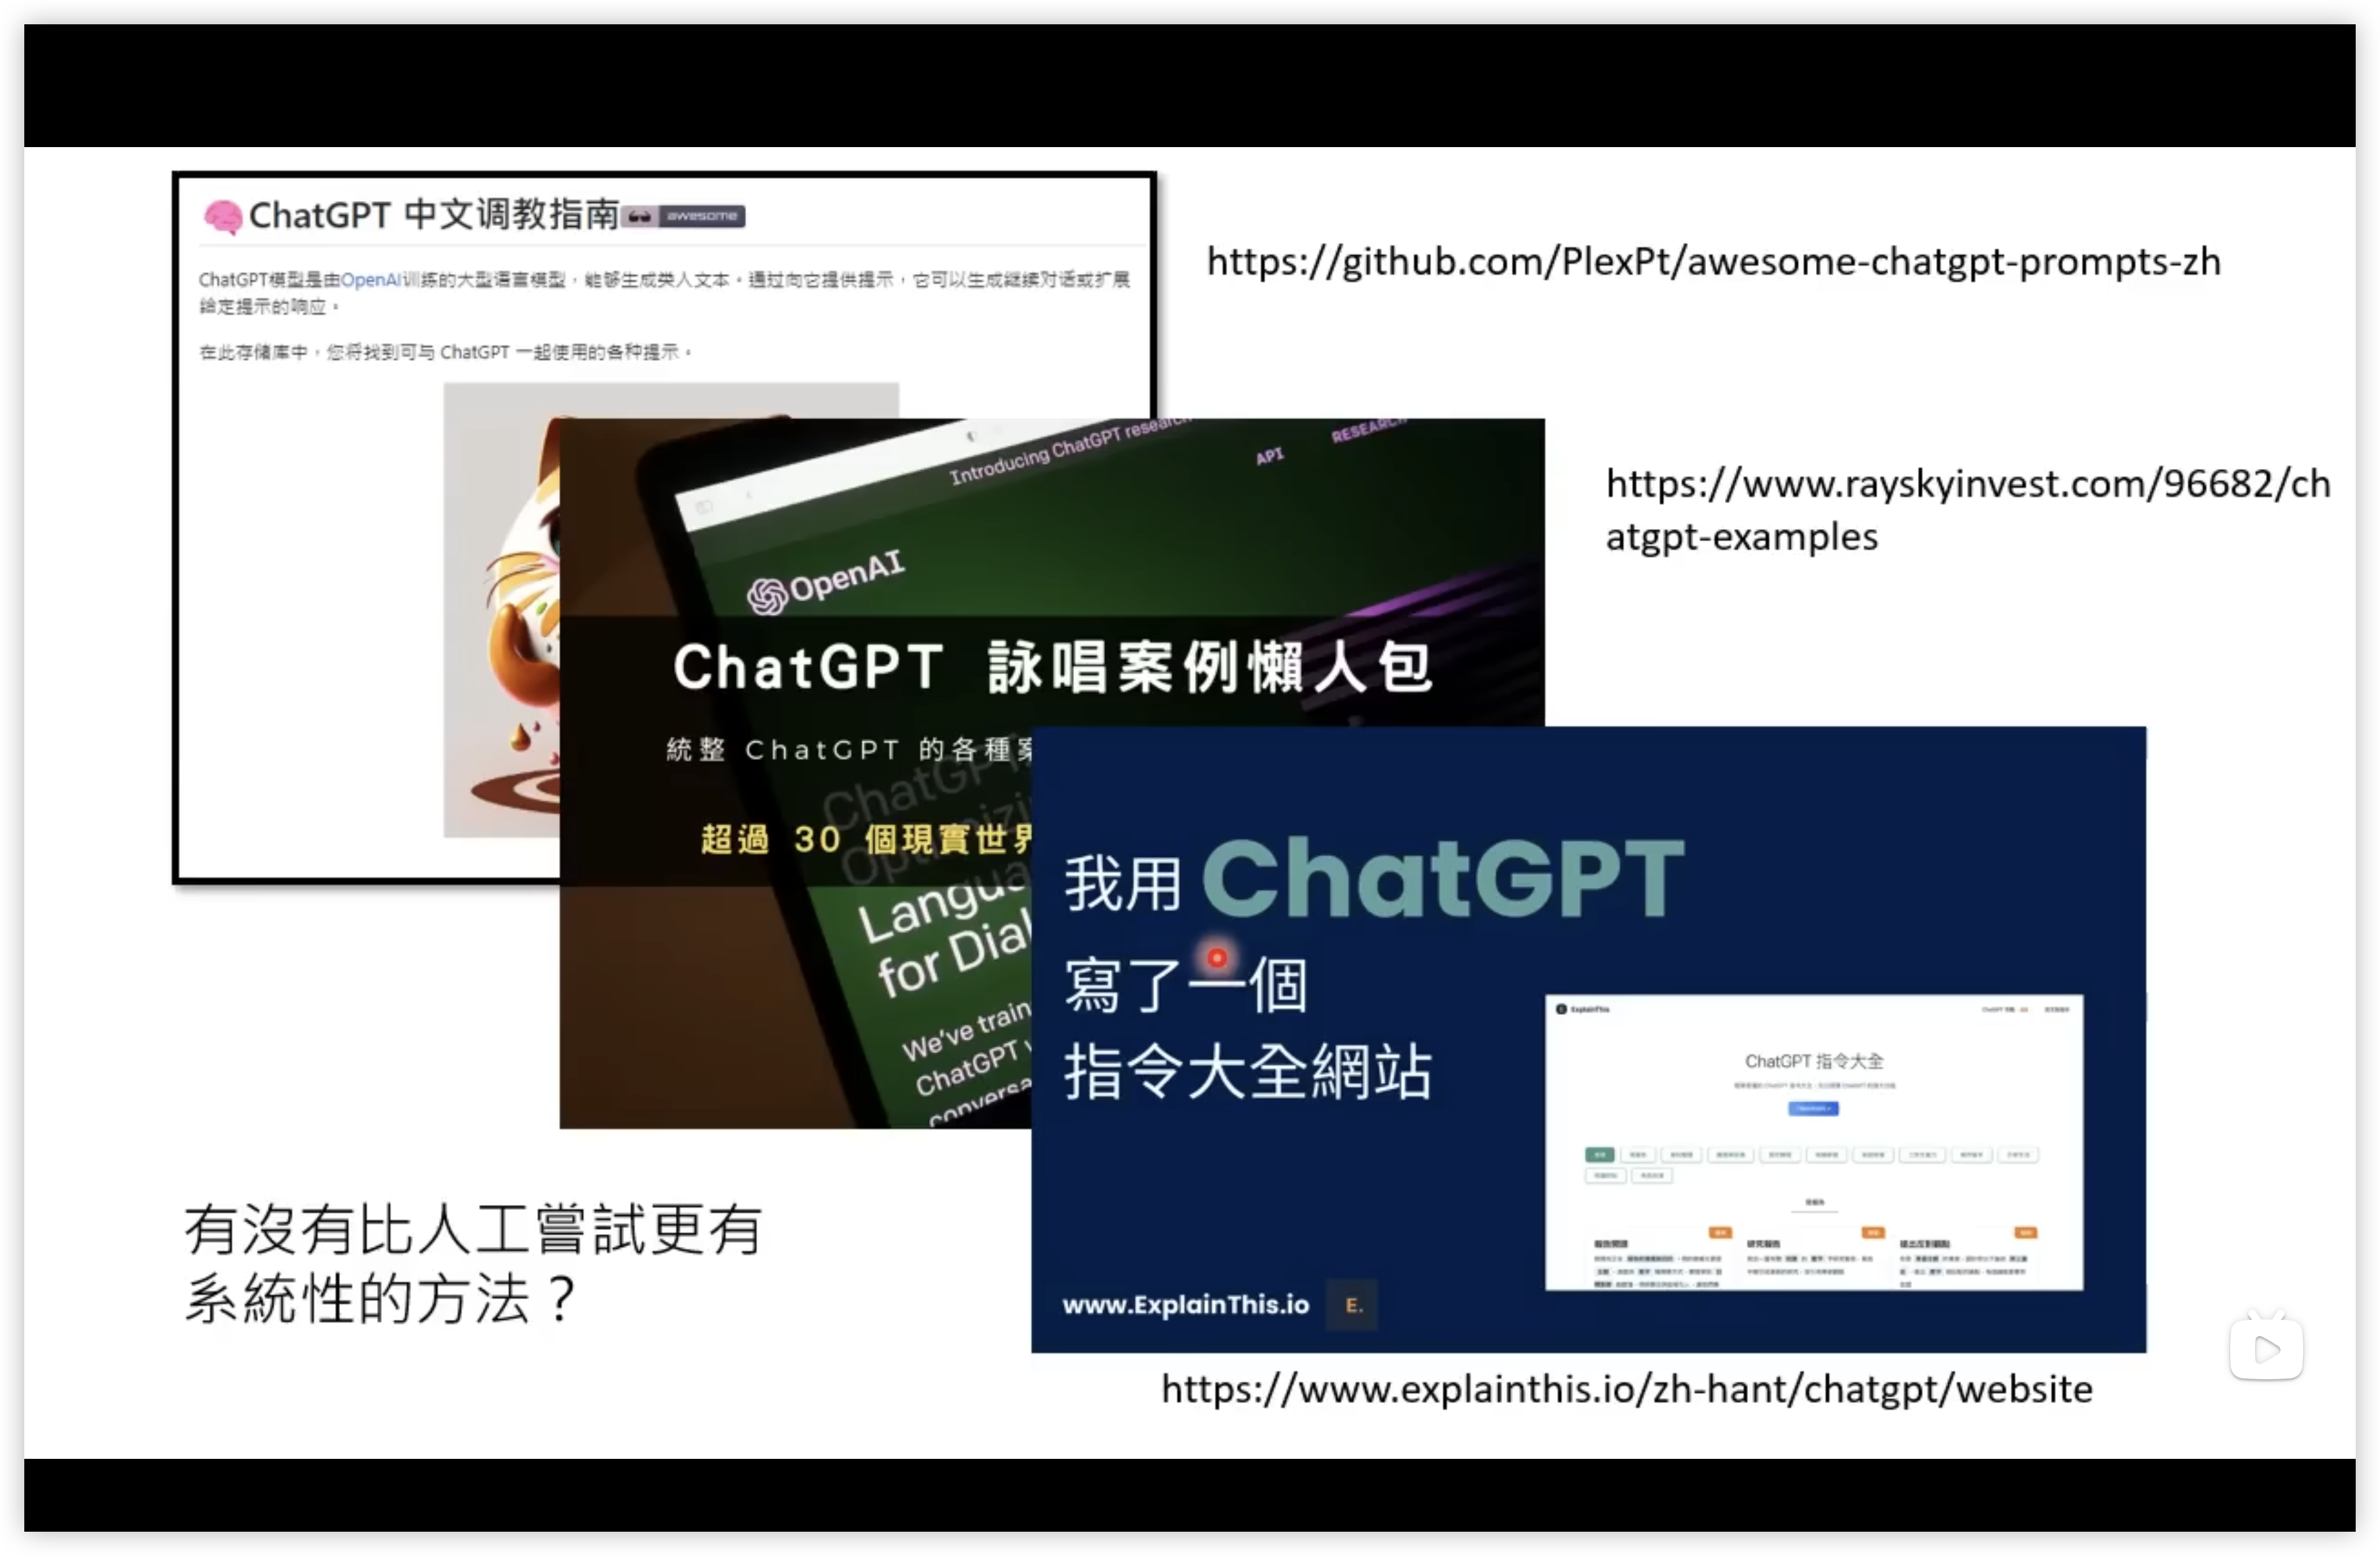 ChatGPT 中文调教指南 awesome
ChatGPT模型是由OpenAI训练的大型语言模型，能够生成类人文本。通过向它提供提示，它可以生成继续对话或扩展
给定提示的响应。
在此存储库中，您将找到可与 ChatGPT 一起使用的各种提示。
https://github.com/PlexPt/awesome-chatgpt-prompts-zh
Introducing ChatGPT research
API
RESEARCH
https://www.rayskyinvest.com/96682/ch
atgpt-examples
OpenAI
ChatGPT 詠唱案例懶人包
統整 ChatGPT 的各種案
ChatGPT:
Optimizi
超過 30 個現實世界
Langua
for Dial
We've train
ChatGPT
conversa
我用 ChatGPT
寫了一個
指令大全網站
ExplainThis
ChatGPT 指令大全
www.ExplainThis.io E.
https://www.explainthis.io/zh-hant/chatgpt/website
有沒有比人工嘗試更有
系統性的方法？